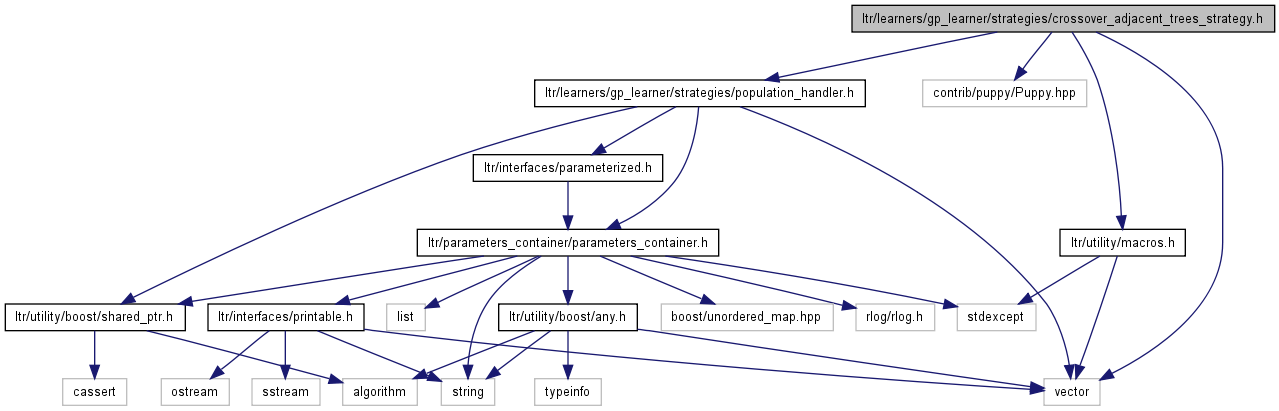 ltr/learners/gp_learner/strategies/crossover_adjacent_trees_strategy.h
ltr/learners/gp_learner/strategies/population_handler.h
contrib/puppy/Puppy.hpp
ltr/interfaces/parameterized.h
ltr/parameters_container/parameters_container.h
ltr/utility/macros.h
ltr/utility/boost/shared_ptr.h
ltr/interfaces/printable.h
list
ltr/utility/boost/any.h
boost/unordered_map.hpp
rlog/rlog.h
stdexcept
cassert
ostream
sstream
algorithm
string
typeinfo
vector